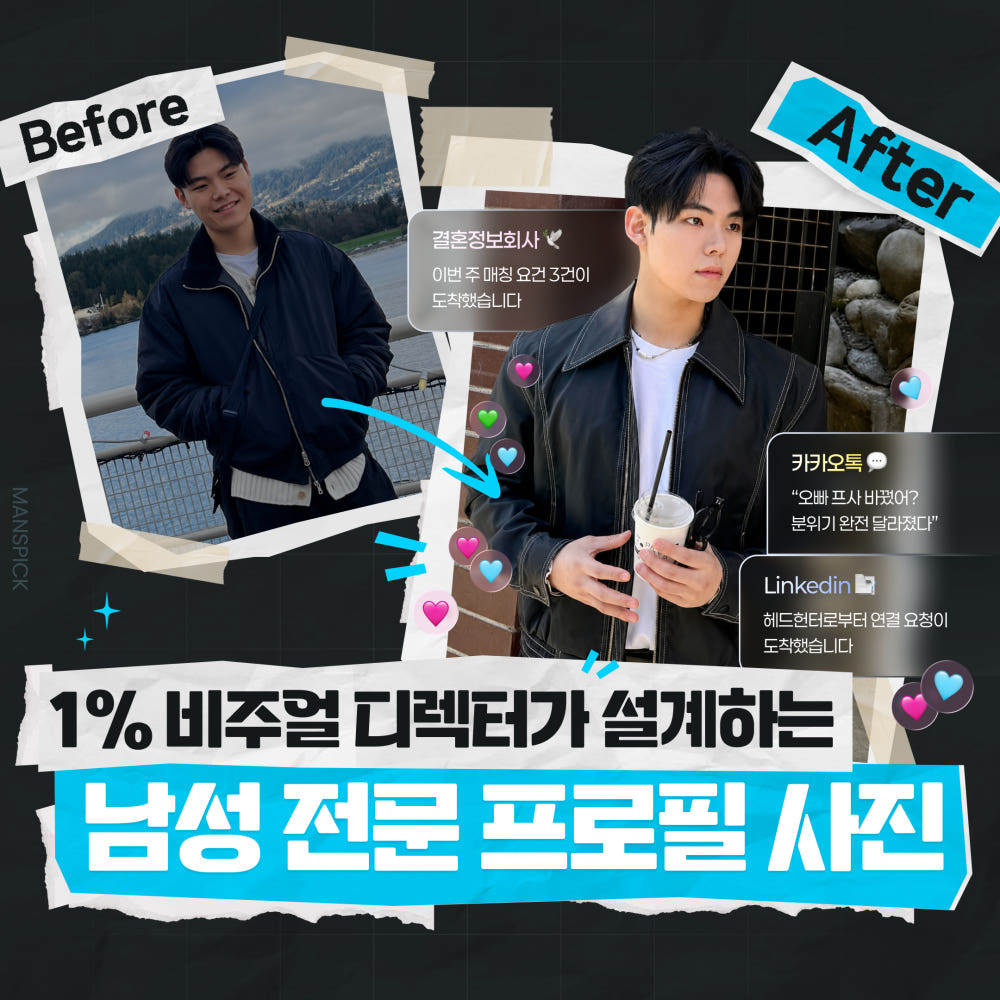 Before
After
결혼정보회사
이번 주 매칭 요건 3건이
도착했습니다
카카오톡
“오빠 프사 바꼈어?
분위기 완전 달라졌다”
Linkedin
헤드헌터로부터 연결 요청이
도착했습니다
MANSPICK
1% 비주얼 디렉터가 설계하는
남성 전문 프로필 사진